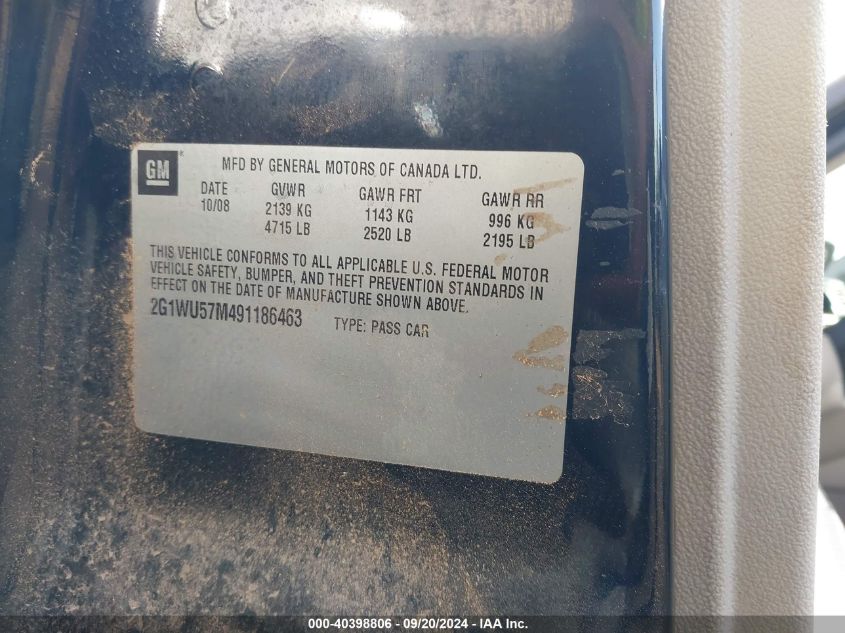 GM
MFD BY GENERAL MOTORS OF CANADA LTD.
DATE GVWR GAWR FRT GAWR RR
10/08 2139 KG 1143 KG 996 KG
4715 LB 2520 LB 2195 LB
THIS VEHICLE CONFORMS TO ALL APPLICABLE U.S. FEDERAL MOTOR
VEHICLE SAFETY, BUMPER, AND THEFT PREVENTION STANDARDS IN
EFFECT ON THE DATE OF MANUFACTURE SHOWN ABOVE.
2G1WU57M491186463 TYPE: PASS CAR
000-40398806 - 09/20/2024 - IAA Inc.